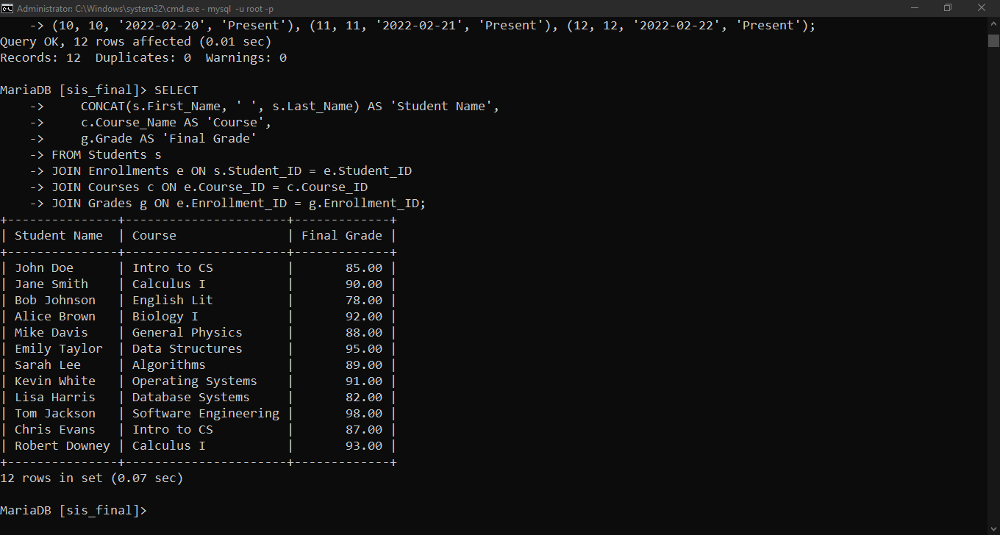 Administrator: C:\Windows\system32\cmd.exe - mysql  -u root -p
    -> (10, 10, '2022-02-20', 'Present'), (11, 11, '2022-02-21', 'Present'), (12, 12, '2022-02-22', 'Present');
Query OK, 12 rows affected (0.01 sec)
Records: 12  Duplicates: 0  Warnings: 0

MariaDB [sis_final]> SELECT
    ->     CONCAT(s.First_Name, ' ', s.Last_Name) AS 'Student Name',
    ->     c.Course_Name AS 'Course',
    ->     g.Grade AS 'Final Grade'
    -> FROM Students s
    -> JOIN Enrollments e ON s.Student_ID = e.Student_ID
    -> JOIN Courses c ON e.Course_ID = c.Course_ID
    -> JOIN Grades g ON e.Enrollment_ID = g.Enrollment_ID;
+---------------+----------------------+-------------+
| Student Name  | Course               | Final Grade |
+---------------+----------------------+-------------+
| John Doe      | Intro to CS          |       85.00 |
| Jane Smith    | Calculus I           |       90.00 |
| Bob Johnson   | English Lit          |       78.00 |
| Alice Brown   | Biology I            |       92.00 |
| Mike Davis    | General Physics      |       88.00 |
| Emily Taylor  | Data Structures      |       95.00 |
| Sarah Lee     | Algorithms           |       89.00 |
| Kevin White   | Operating Systems    |       91.00 |
| Lisa Harris   | Database Systems     |       82.00 |
| Tom Jackson   | Software Engineering |       98.00 |
| Chris Evans   | Intro to CS          |       87.00 |
| Robert Downey | Calculus I           |       93.00 |
+---------------+----------------------+-------------+
12 rows in set (0.07 sec)

MariaDB [sis_final]>